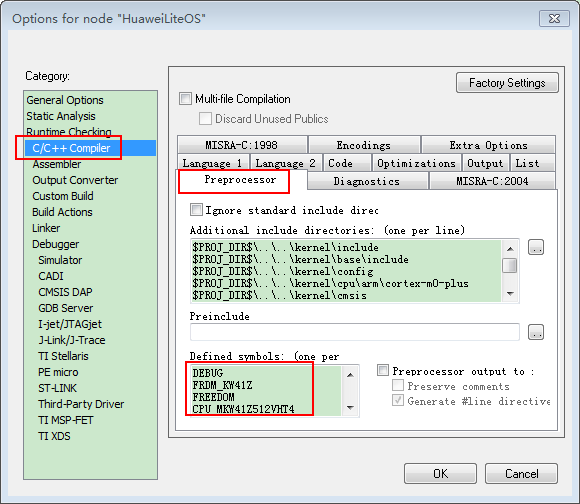 Options for node "HuaweiLiteOS"
Category:
Factory Settings
General Options
Static Analysis
Runtime Checking
C/C++ Compiler
Assembler
Output Converter
Custom Build
Build Actions
Linker
Debugger
Simulator
CADI
CMSIS DAP
GDB Server
I-jet/JTAGjet
J-Link/J-Trace
TI Stellaris
PE micro
ST-LINK
Third-Party Driver
TI MSP-FET
TI XDS
Multi-file Compilation
Discard Unused Publics
MISRA-C:1998 Encodings Extra Options
Language 1 Language 2 Code Optimizations Output List
Preprocessor Diagnostics MISRA-C:2004
Ignore standard include direc
Additional include directories: (one per line)
$PROJ_DIR$\..\..\kernel\include
$PROJ_DIR$\..\..\kernel\base\include
$PROJ_DIR$\..\..\kernel\config
$PROJ_DIR$\..\..\kernel\cpu\arm\cortex-m0-plus
$PROJ_DIR$\..\..\kernel\cmsis
...
Preinclude
...
Defined symbols: (one per
DEBUG
FRDM_KW41Z
FREEDOM
CPU_MKW41Z512VHT4
Preprocessor output to :
Preserve comments
Generate #line directive
OK Cancel